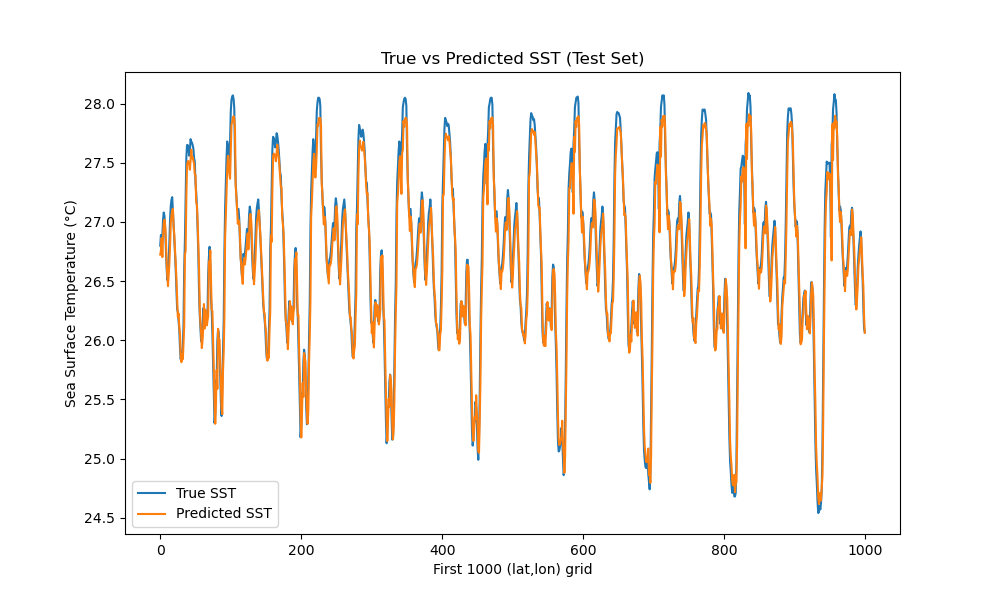 True vs Predicted SST (Test Set)
Sea Surface Temperature (°C)
28.0
27.5
27.0
26.5
26.0
25.5
25.0
24.5
True SST
Predicted SST
0 200 400 600 800 1000
First 1000 (lat,lon) grid